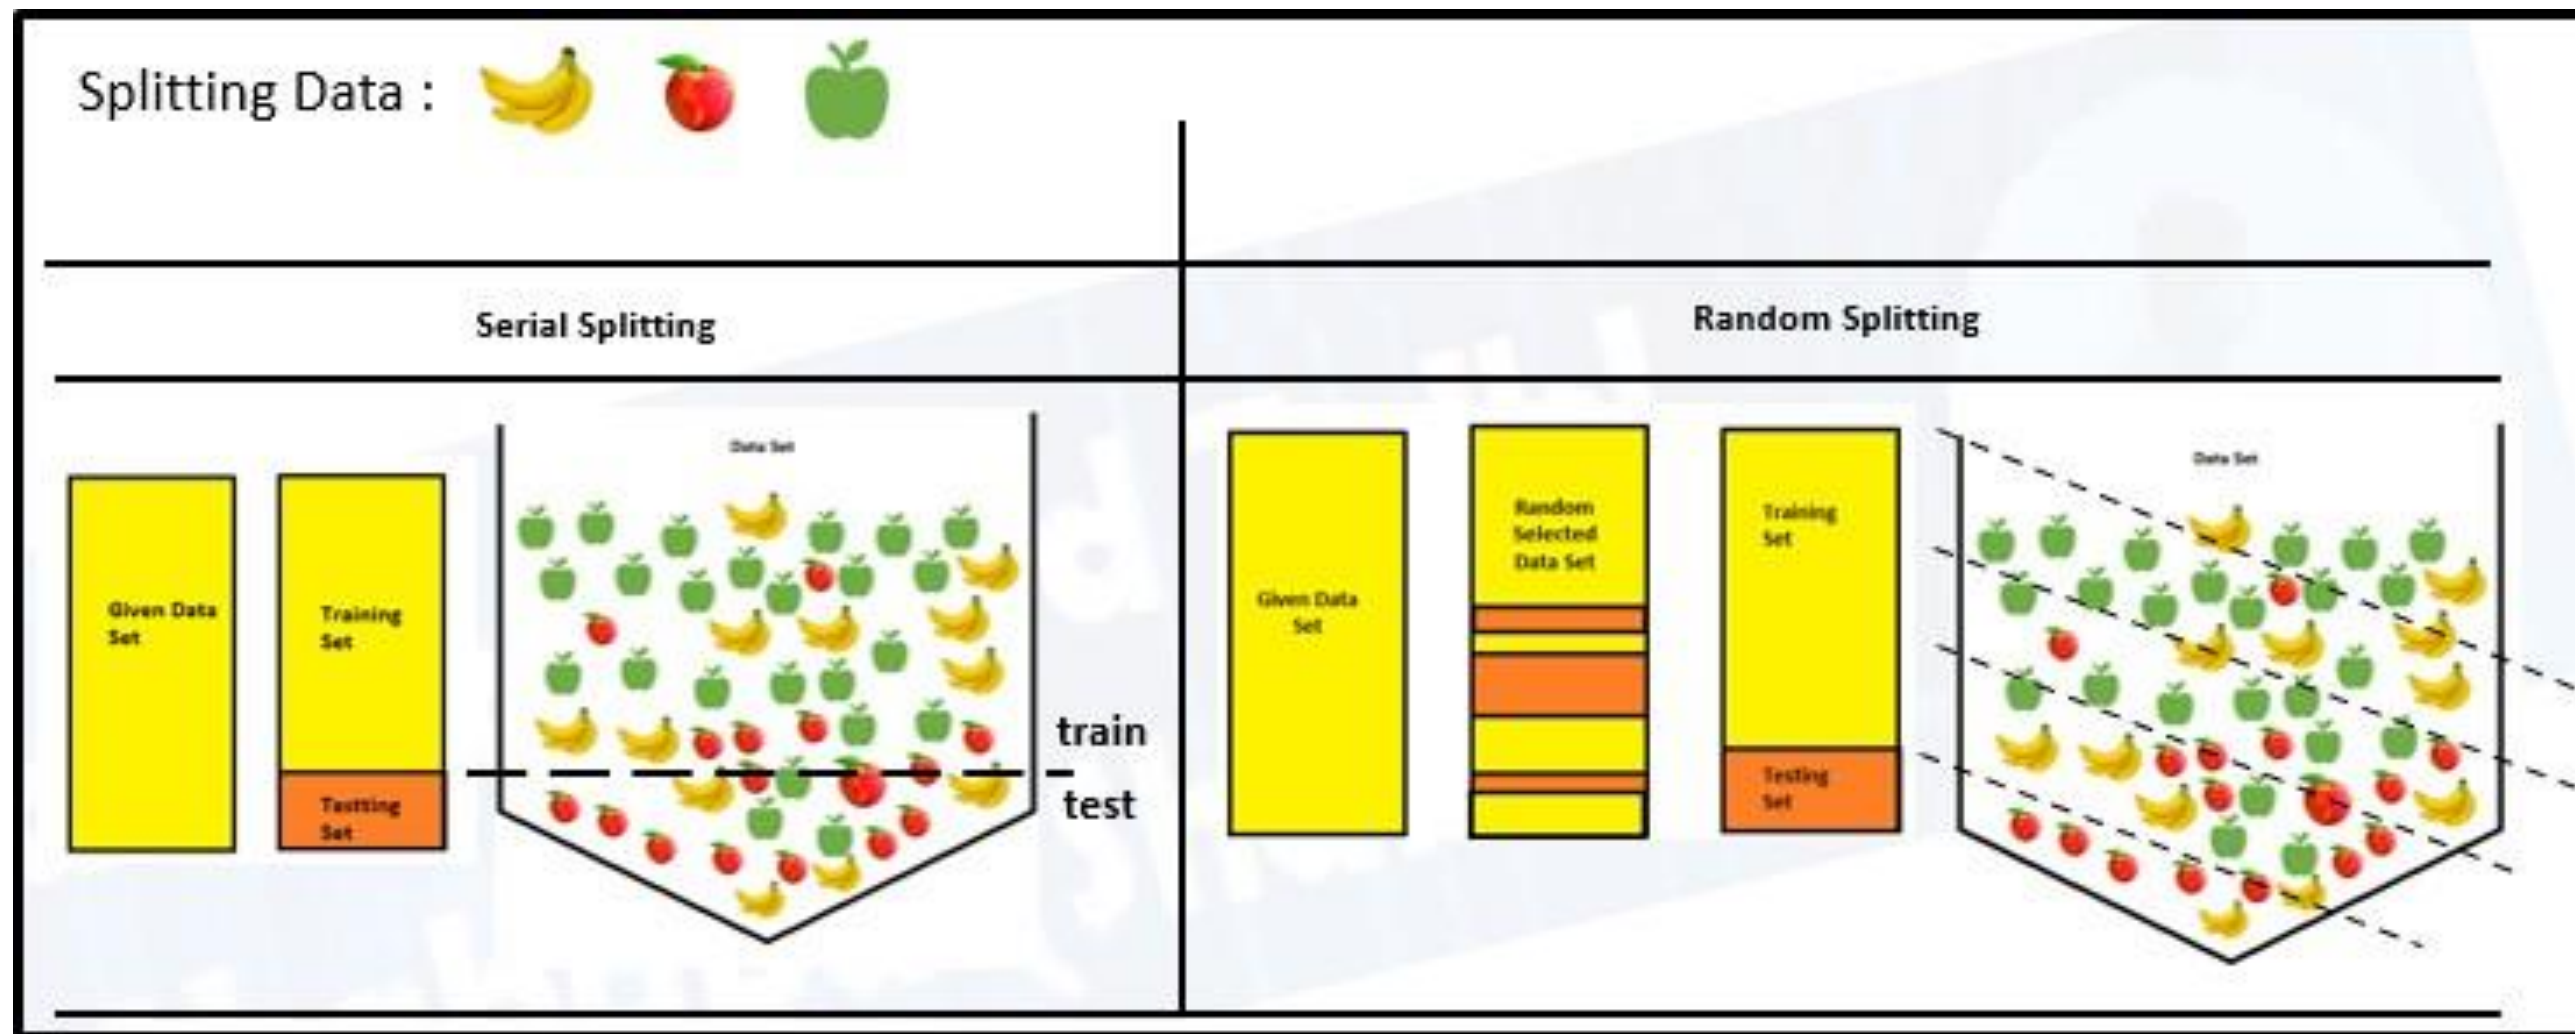 Splitting Data :
Serial Splitting
Random Splitting
Given Data
Set
Training
Set
Testting
Set
Data Set
train
test
Given Data
Set
Random
Selected
Data Set
Training
Set
Testing
Set
Data Set